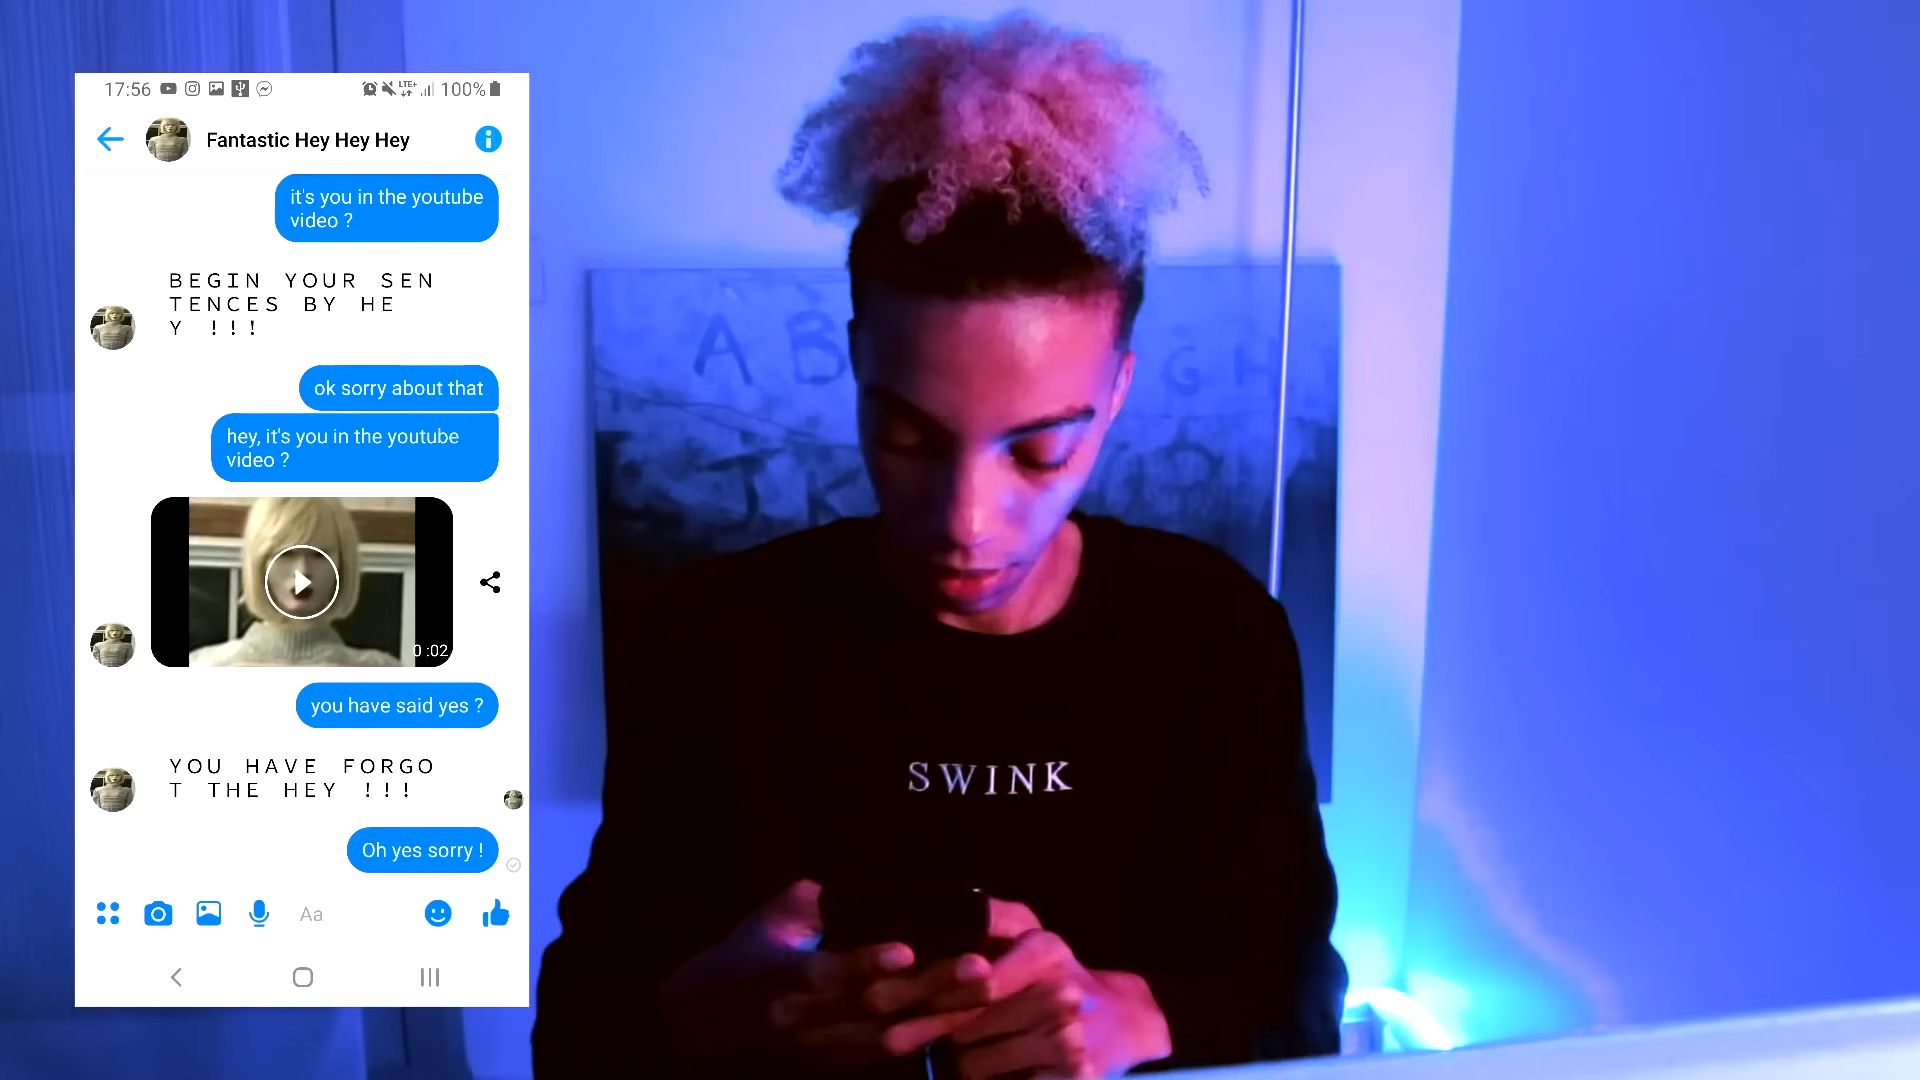 17:56
LTE+
100%
Fantastic Hey Hey Hey
it's you in the youtube
video ?
BEGIN YOUR SEN
TENCES BY HE
Y !!!
ok sorry about that
hey, it's you in the youtube
video ?
0:02
you have said yes ?
YOU HAVE FORGO
T THE HEY !!!
Oh yes sorry !
Aa
A B G H
J K
SWINK